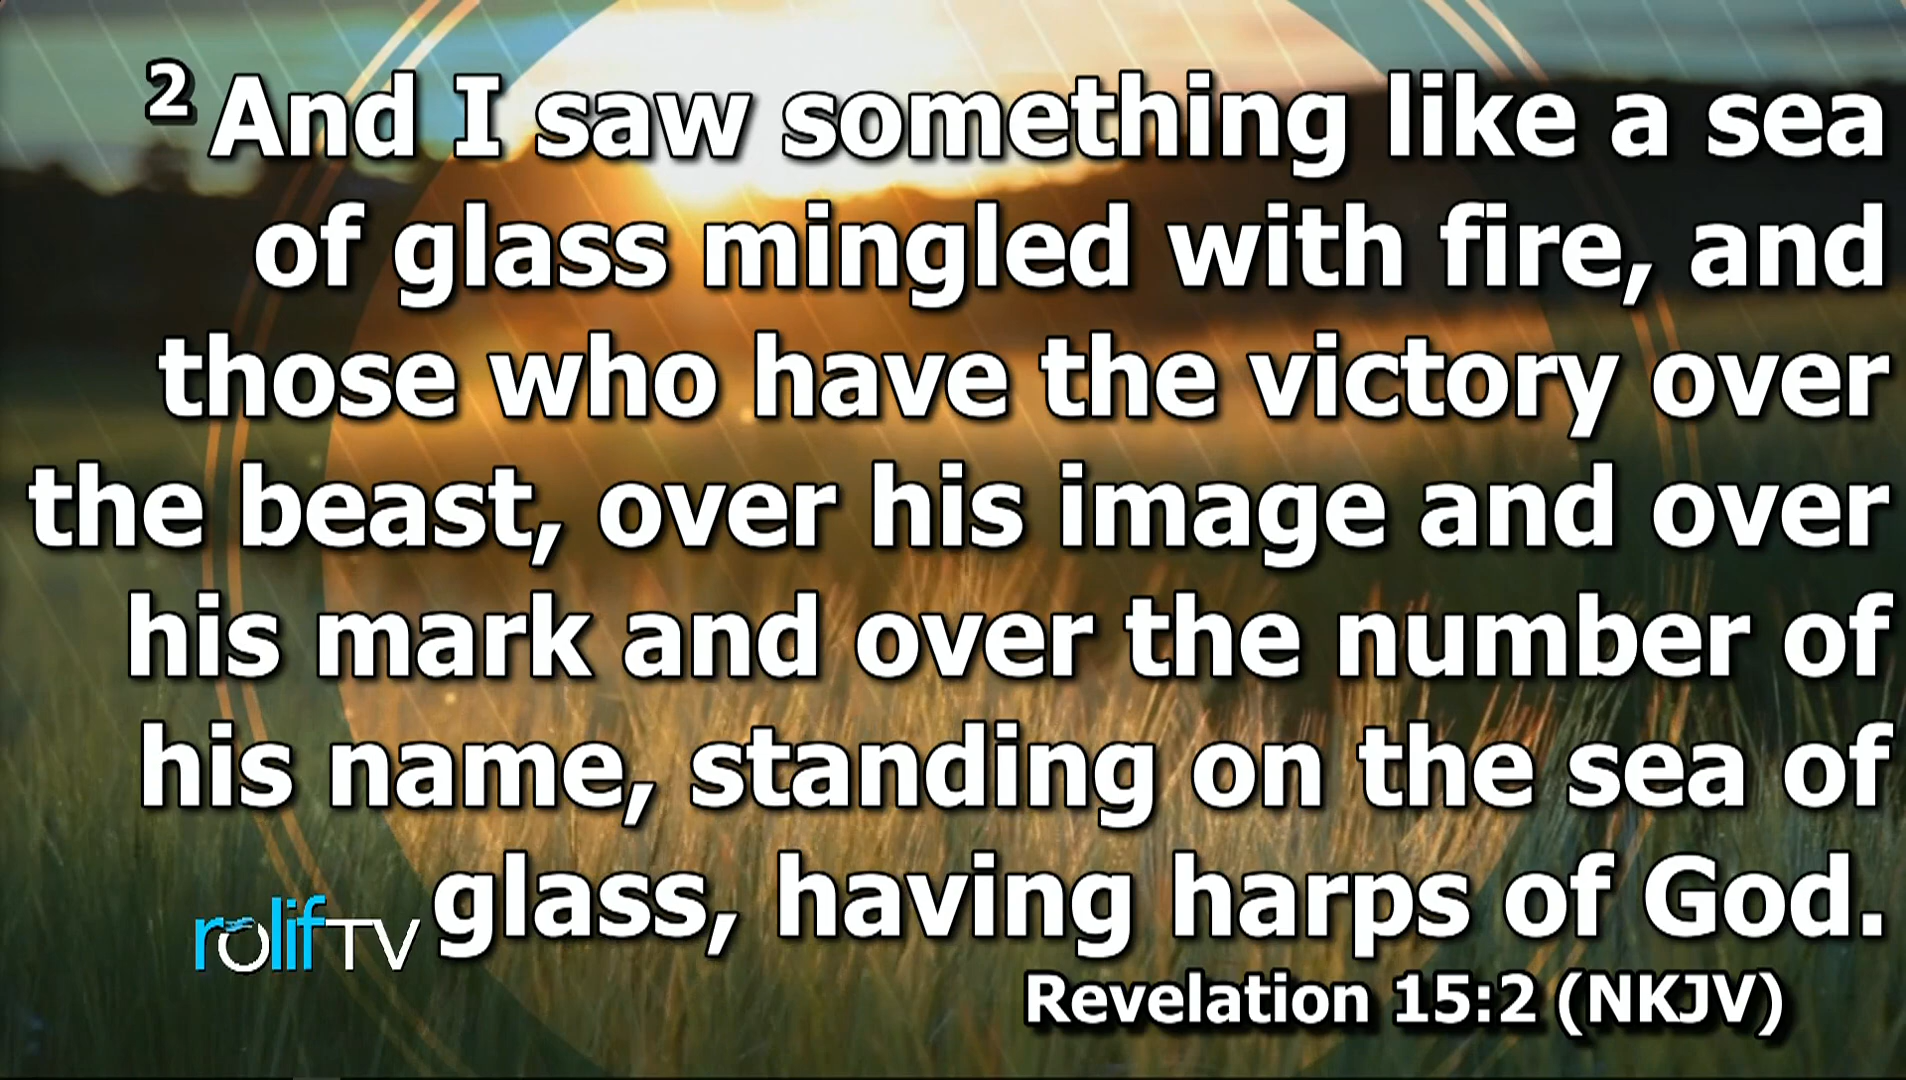 2 And I saw something like a sea
of glass mingled with fire, and
those who have the victory over
the beast, over his image and over
his mark and over the number of
his name, standing on the sea of
glass, having harps of God.
rolifTV
Revelation 15:2 (NKJV)